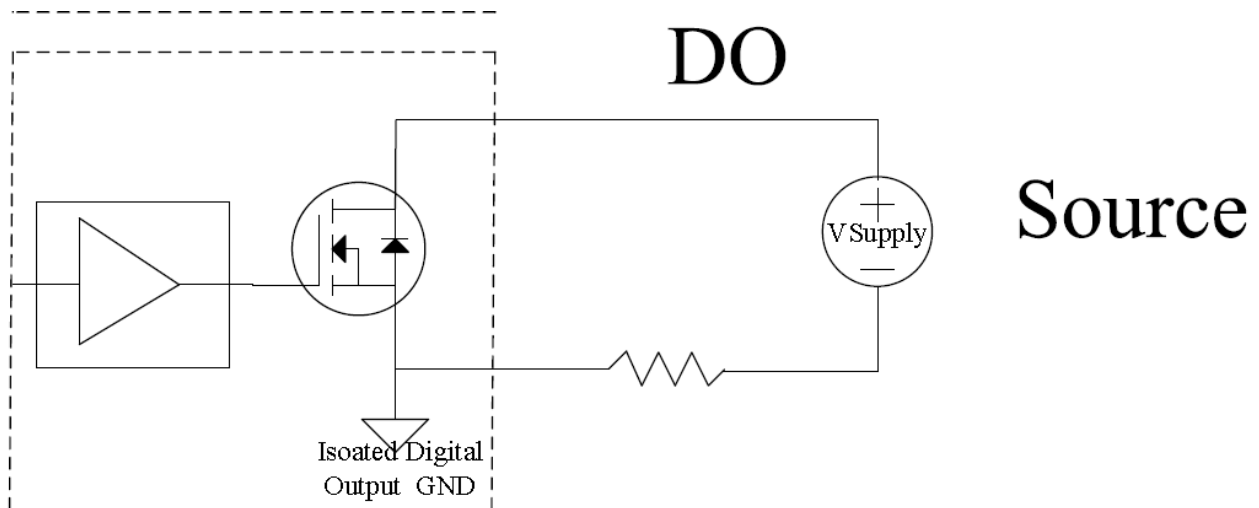 DO
Source
V Supply
Isoated Digital
Output GND